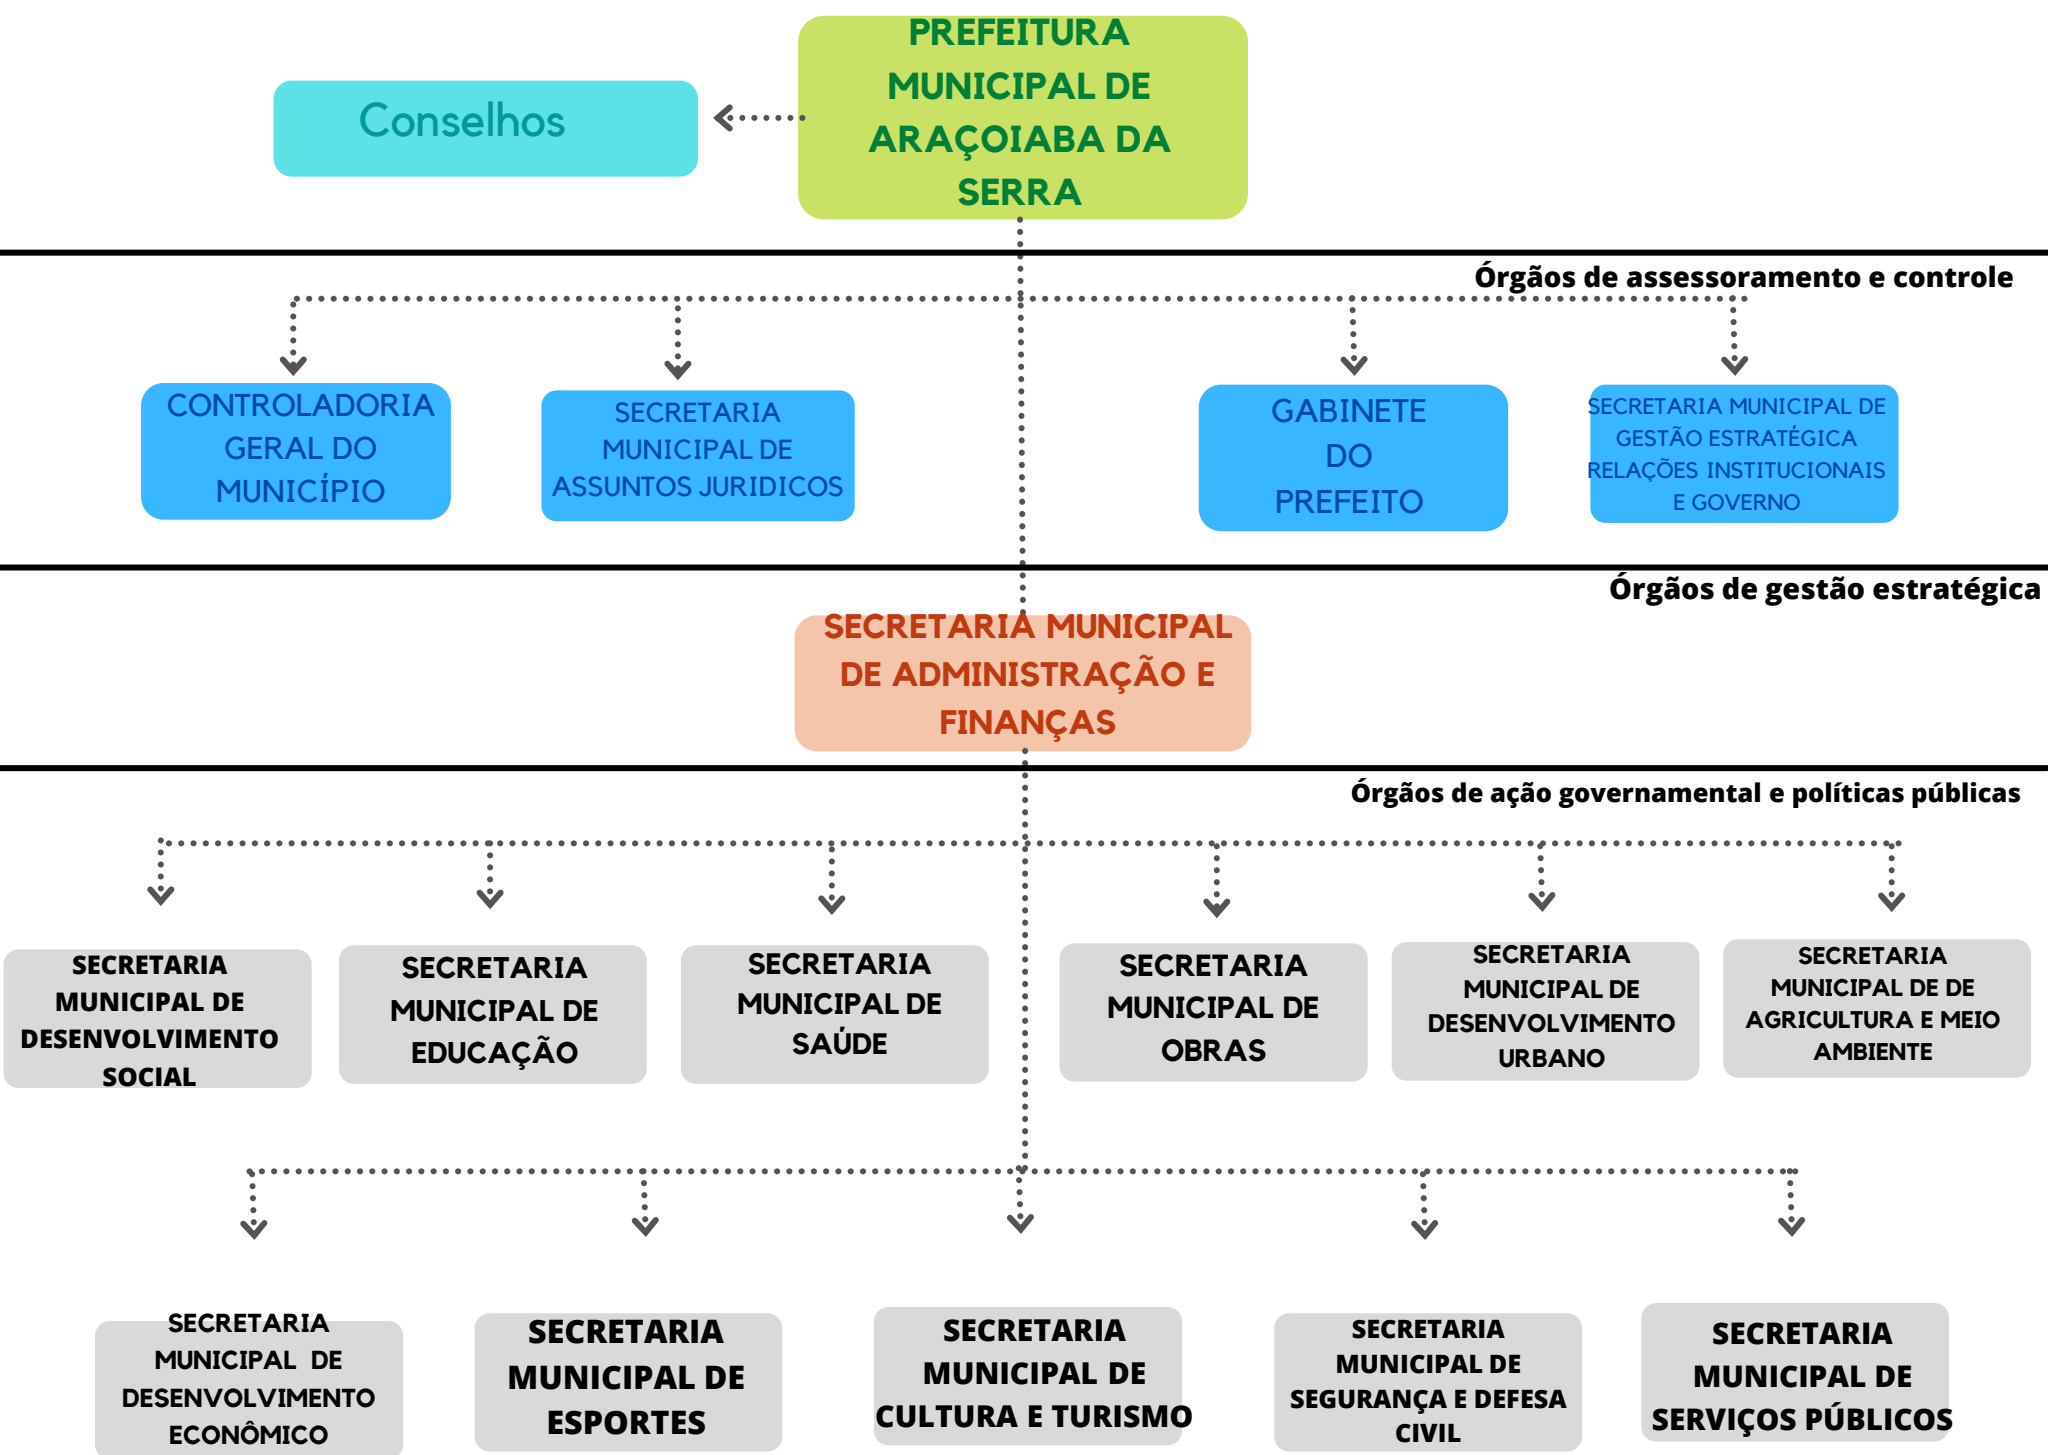 PREFEITURA
MUNICIPAL DE
ARAÇOIABA DA
SERRA
Conselhos
Órgãos de assessoramento e controle
CONTROLADORIA
GERAL DO
MUNICÍPIO
SECRETARIA
MUNICIPAL DE
ASSUNTOS JURIDICOS
GABINETE
DO
PREFEITO
SECRETARIA MUNICIPAL DE
GESTÃO ESTRATÉGICA
RELAÇÕES INSTITUCIONAIS
E GOVERNO
Órgãos de gestão estratégica
SECRETARIA MUNICIPAL
DE ADMINISTRAÇÃO E
FINANÇAS
Órgãos de ação governamental e políticas públicas
SECRETARIA
MUNICIPAL DE
DESENVOLVIMENTO
SOCIAL
SECRETARIA
MUNICIPAL DE
EDUCAÇÃO
SECRETARIA
MUNICIPAL DE
SAÚDE
SECRETARIA
MUNICIPAL DE
OBRAS
SECRETARIA
MUNICIPAL DE
DESENVOLVIMENTO
URBANO
SECRETARIA
MUNICIPAL DE DE
AGRICULTURA E MEIO
AMBIENTE
SECRETARIA
MUNICIPAL DE
DESENVOLVIMENTO
ECONÔMICO
SECRETARIA
MUNICIPAL DE
ESPORTES
SECRETARIA
MUNICIPAL DE
CULTURA E TURISMO
SECRETARIA
MUNICIPAL DE
SEGURANÇA E DEFESA
CIVIL
SECRETARIA
MUNICIPAL DE
SERVIÇOS PÚBLICOS